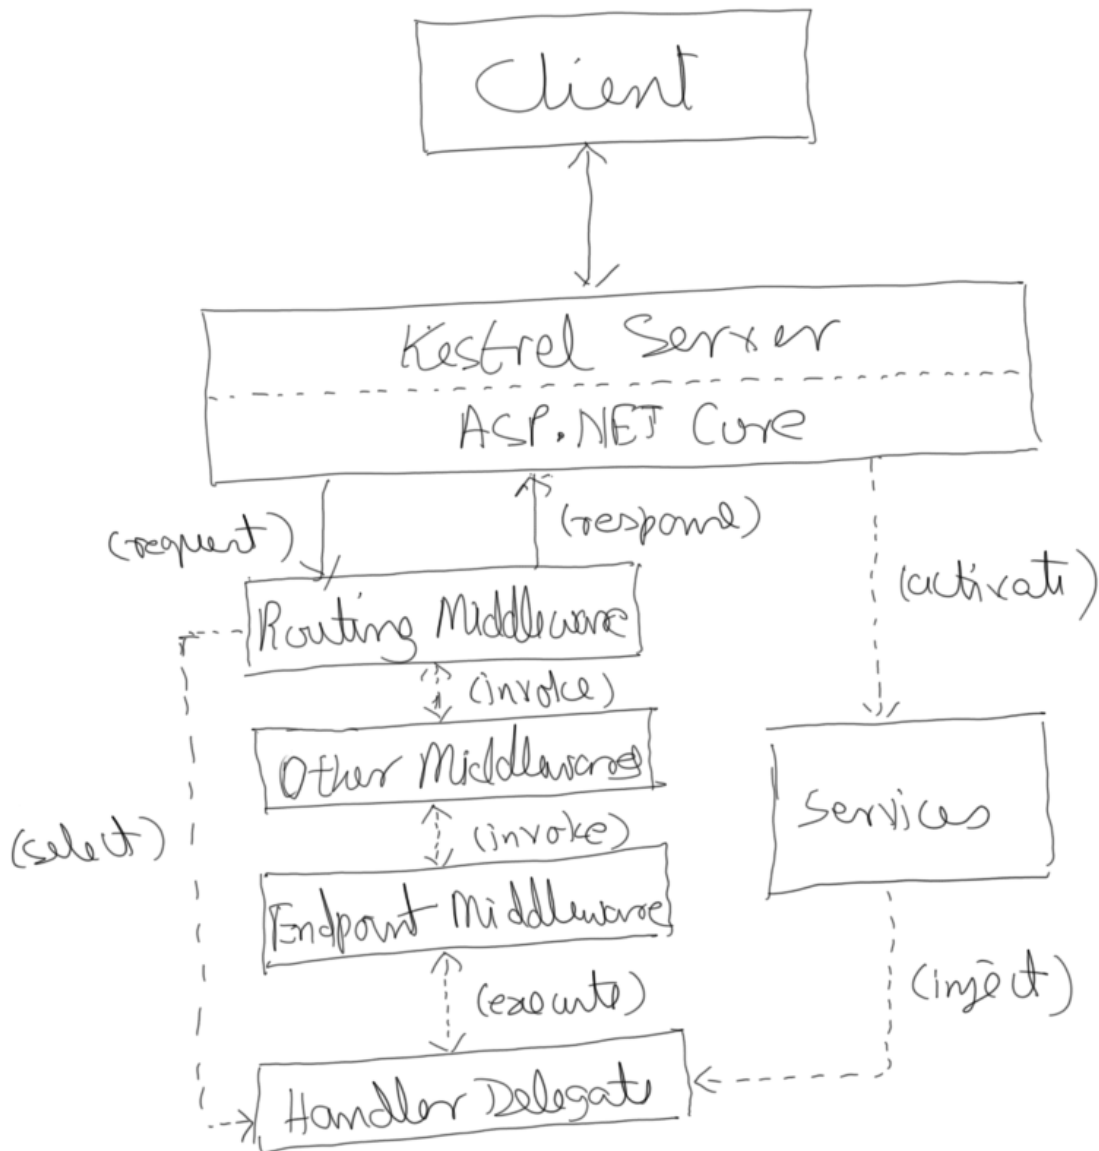 Client
Kestrel Server
ASP.NET Core
(request)
(respond)
(activate)
Routing Middleware
(invoke)
Other Middlewares
(select)
(invoke)
Services
Endpoint Middleware
(execute)
(inject)
Handler Delegate